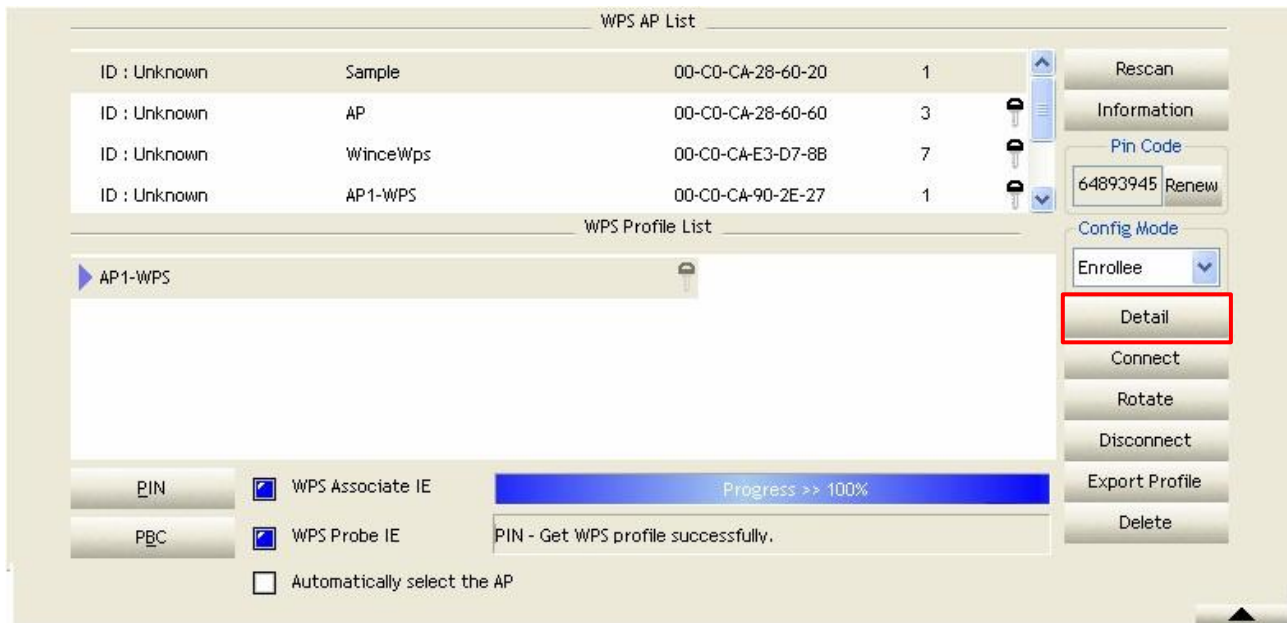 WPS AP List
ID : Unknown Sample 00-C0-CA-28-60-20 1
ID : Unknown AP 00-C0-CA-28-60-60 3
ID : Unknown WinceWps 00-C0-CA-E3-D7-8B 7
ID : Unknown AP1-WPS 00-C0-CA-90-2E-27 1
Rescan
Information
Pin Code
64893945 Renew
Config Mode
Enrollee
Detail
Connect
Rotate
Disconnect
Export Profile
Delete
WPS Profile List
AP1-WPS
PIN
WPS Associate IE
Progress >> 100%
PBC
WPS Probe IE
PIN - Get WPS profile successfully.
Automatically select the AP